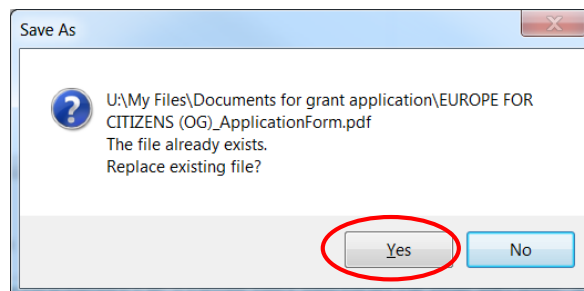 Save As
U:\My Files\Documents for grant application\EUROPE FOR
CITIZENS (OG)_ApplicationForm.pdf
The file already exists.
Replace existing file?
Yes
No